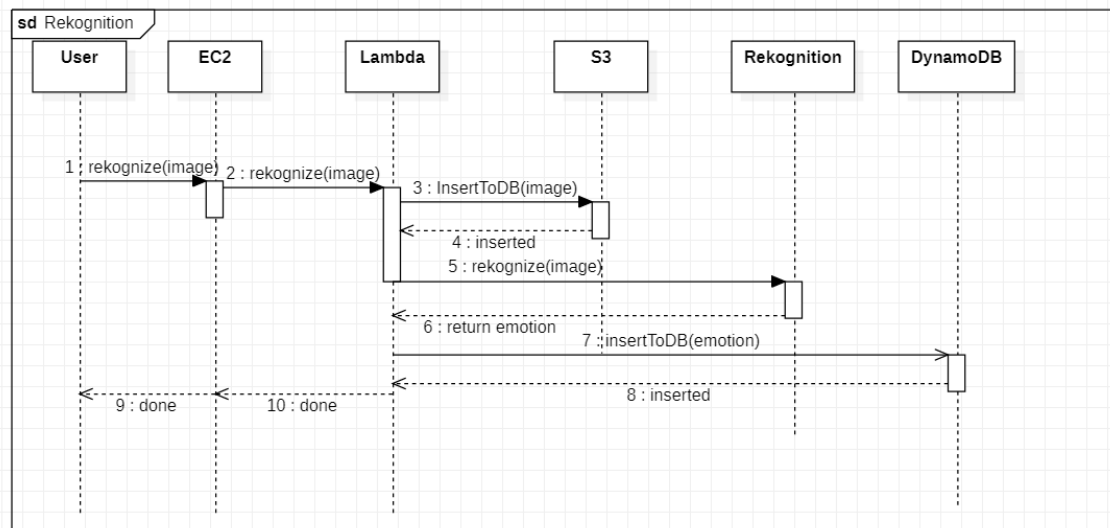 sd Rekognition
User
EC2
Lambda
S3
Rekognition
DynamoDB
1 : rekognize(image)
2 : rekognize(image)
3 : InsertToDB(image)
4 : inserted
5 : rekognize(image)
6 : return emotion
7 : insertToDB(emotion)
8 : inserted
9 : done
10 : done